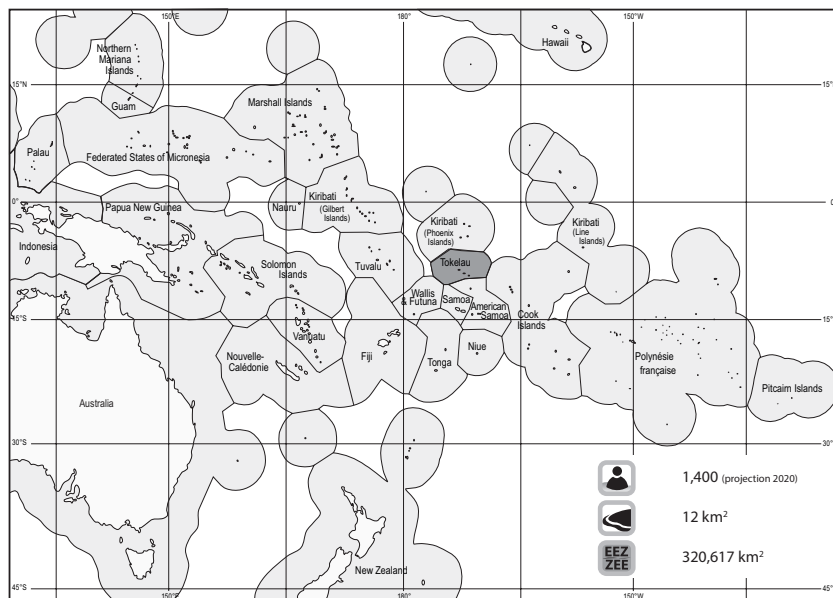 150°E
180°
150°W
Hawaii
Northern
Mariana
Islands
15°N
15°N
Guam
Marshall Islands
Palau
Federated States of Micronesia
0°
0°
Papua New Guinea
Nauru
Kiribati
(Gilbert
Islands)
Kiribati
(Phoenix
Islands)
Kiribati
(Line
Islands)
Indonesia
Solomon
Islands
Tuvalu
Tokelau
Wallis
& Futuna
Samoa
American
Samoa
Cook
Islands
15°S
15°S
Vanuatu
Nouvelle-
Calédonie
Fiji
Tonga
Niue
Polynésie
française
Pitcairn Islands
Australia
30°S
30°S
1,400 (projection 2020)
12 km²
EEZ
ZEE
320,617 km²
New Zealand
45°S
45°S
150°E
180°
150°W